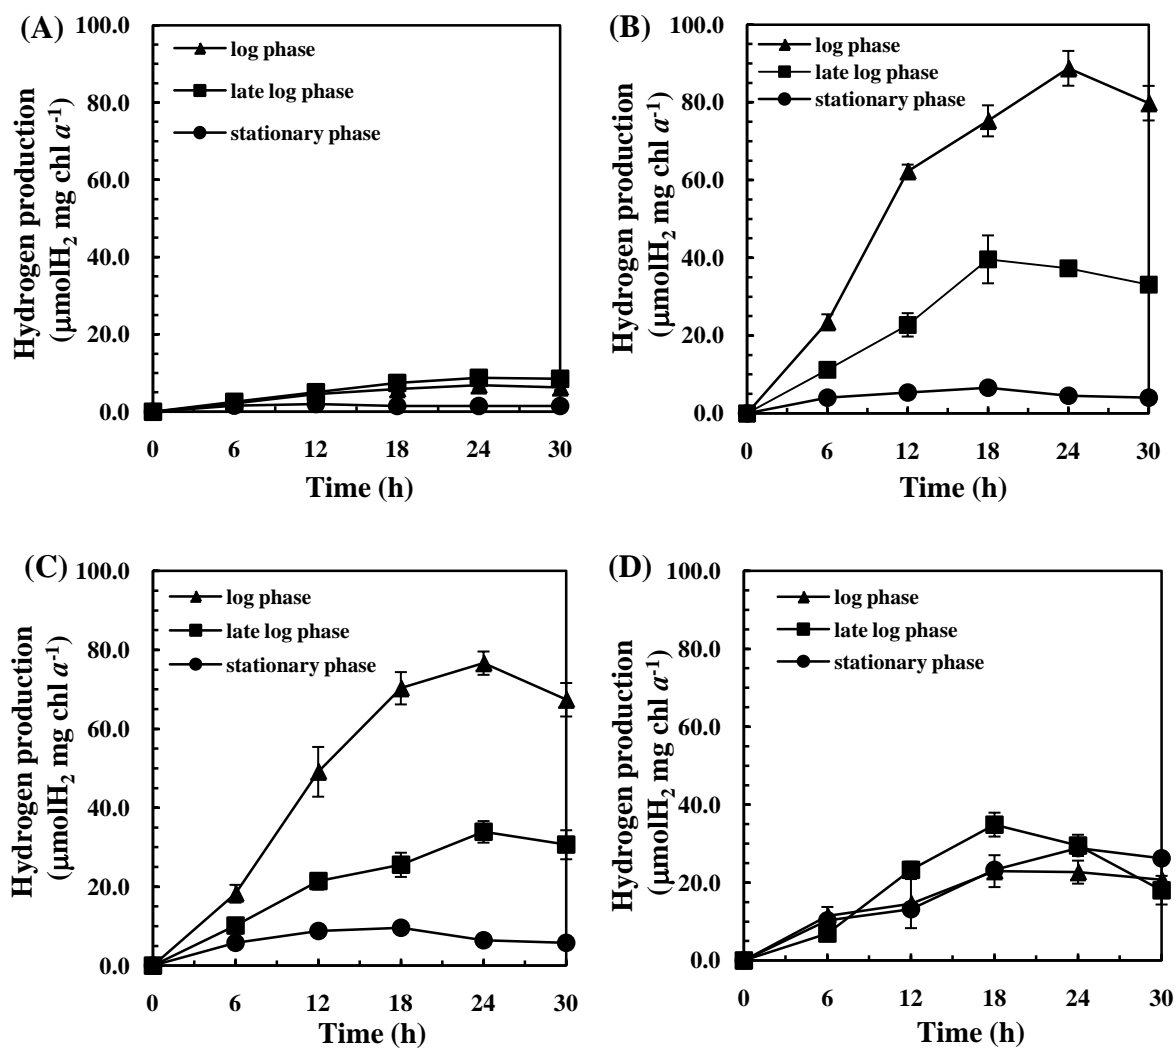 (A)
100.0
80.0
60.0
40.0
20.0
0.0
Hydrogen production
(μmolH₂ mg chl a⁻¹)
log phase
late log phase
stationary phase
0 6 12 18 24 30
Time (h)
(B)
100.0
80.0
60.0
40.0
20.0
0.0
Hydrogen production
(μmolH₂ mg chl a⁻¹)
log phase
late log phase
stationary phase
0 6 12 18 24 30
Time (h)
(C)
100.0
80.0
60.0
40.0
20.0
0.0
Hydrogen production
(μmolH₂ mg chl a⁻¹)
log phase
late log phase
stationary phase
0 6 12 18 24 30
Time (h)
(D)
100.0
80.0
60.0
40.0
20.0
0.0
Hydrogen production
(μmolH₂ mg chl a⁻¹)
log phase
late log phase
stationary phase
0 6 12 18 24 30
Time (h)